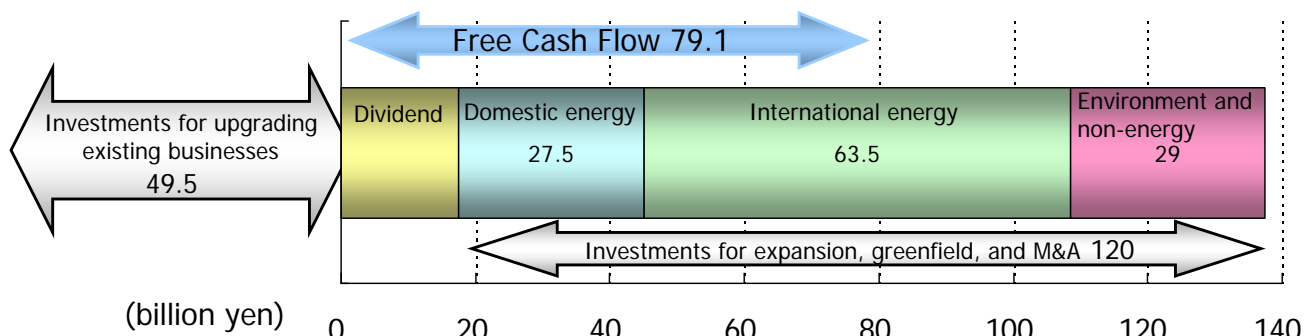 Free Cash Flow 79.1
Investments for upgrading
existing businesses
49.5
Dividend
Domestic energy
27.5
International energy
63.5
Environment and
non-energy
29
Investments for expansion, greenfield, and M&A 120
(billion yen)
0 20 40 60 80 100 120 140